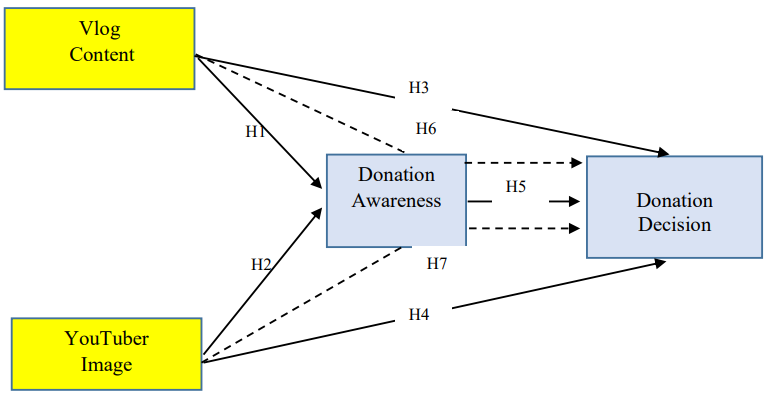 Vlog
Content
H3
H1
H6
Donation
Awareness
H5
Donation
Decision
H2
H7
H4
YouTuber
Image